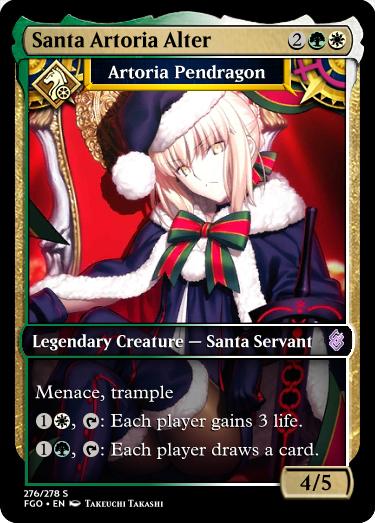 Santa Artoria Alter 2
Artoria Pendragon
Legendary Creature — Santa Servant
Menace, trample
1, : Each player gains 3 life.
1, : Each player draws a card.
4/5
276/278 S
FGO • EN Takeuchi Takashi